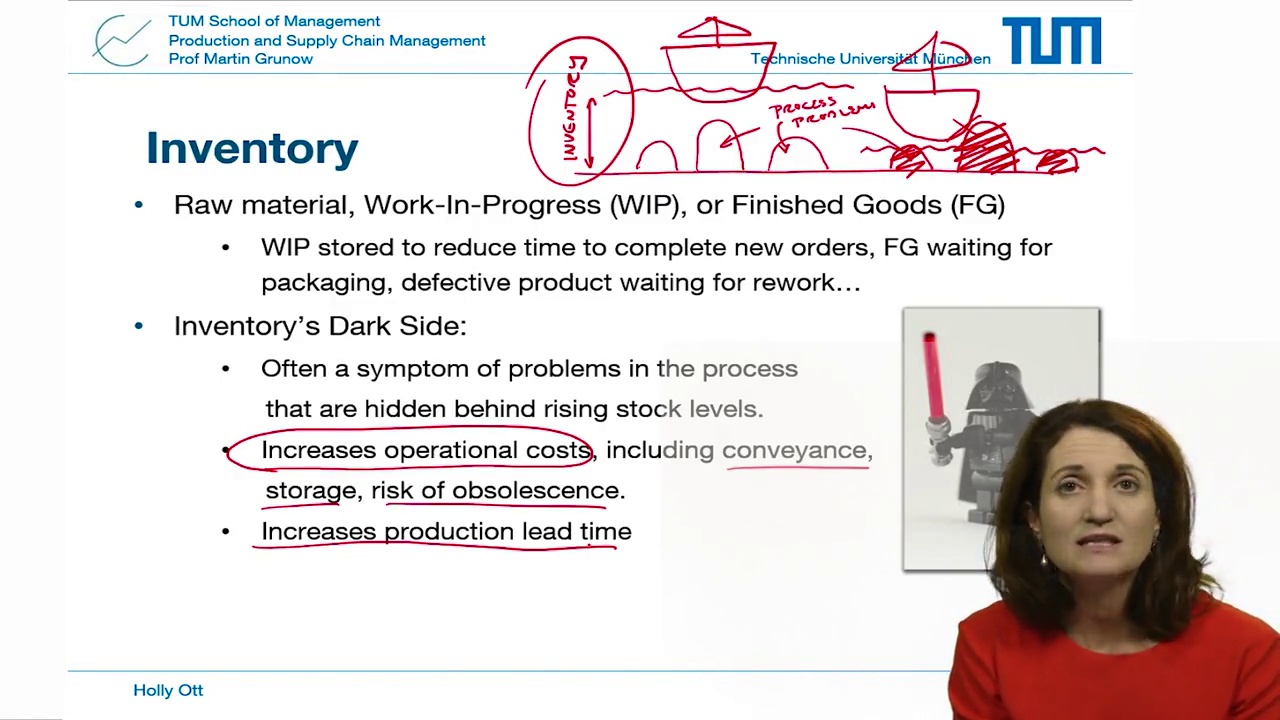 TUM School of Management
Production and Supply Chain Management
Prof Martin Grunow
Technische Universität München
TUM
INVENTORY
PROCESS
PROBLEMS
Inventory
• Raw material, Work-In-Progress (WIP), or Finished Goods (FG)
• WIP stored to reduce time to complete new orders, FG waiting for
packaging, defective product waiting for rework…
• Inventory's Dark Side:
• Often a symptom of problems in the process
that are hidden behind rising stock levels.
• Increases operational costs, including conveyance,
storage, risk of obsolescence.
• Increases production lead time
Holly Ott